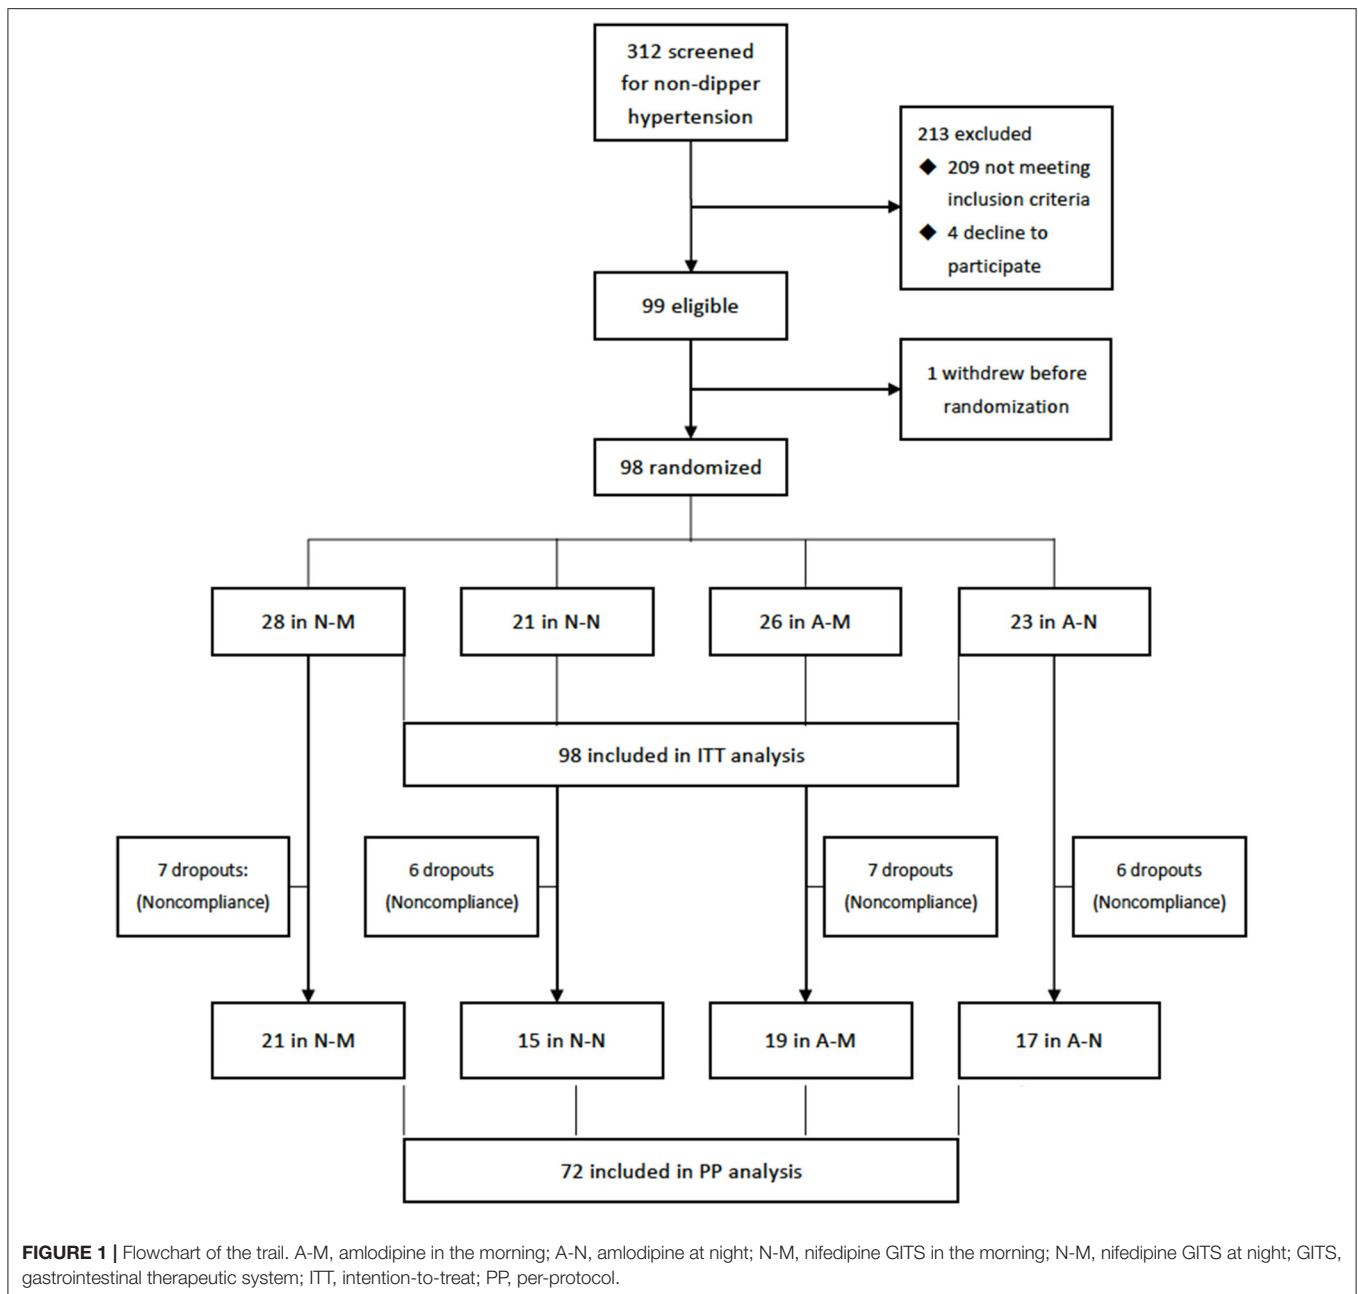 312 screened
for non-dipper
hypertension
213 excluded
◆ 209 not meeting
inclusion criteria
◆ 4 decline to
participate
99 eligible
1 withdrew before
randomization
98 randomized
28 in N-M
21 in N-N
26 in A-M
23 in A-N
98 included in ITT analysis
7 dropouts:
(Noncompliance)
6 dropouts
(Noncompliance)
7 dropouts
(Noncompliance)
6 dropouts
(Noncompliance)
21 in N-M
15 in N-N
19 in A-M
17 in A-N
72 included in PP analysis
FIGURE 1 | Flowchart of the trail. A-M, amlodipine in the morning; A-N, amlodipine at night; N-M, nifedipine GITS in the morning; N-M, nifedipine GITS at night; GITS,
gastrointestinal therapeutic system; ITT, intention-to-treat; PP, per-protocol.